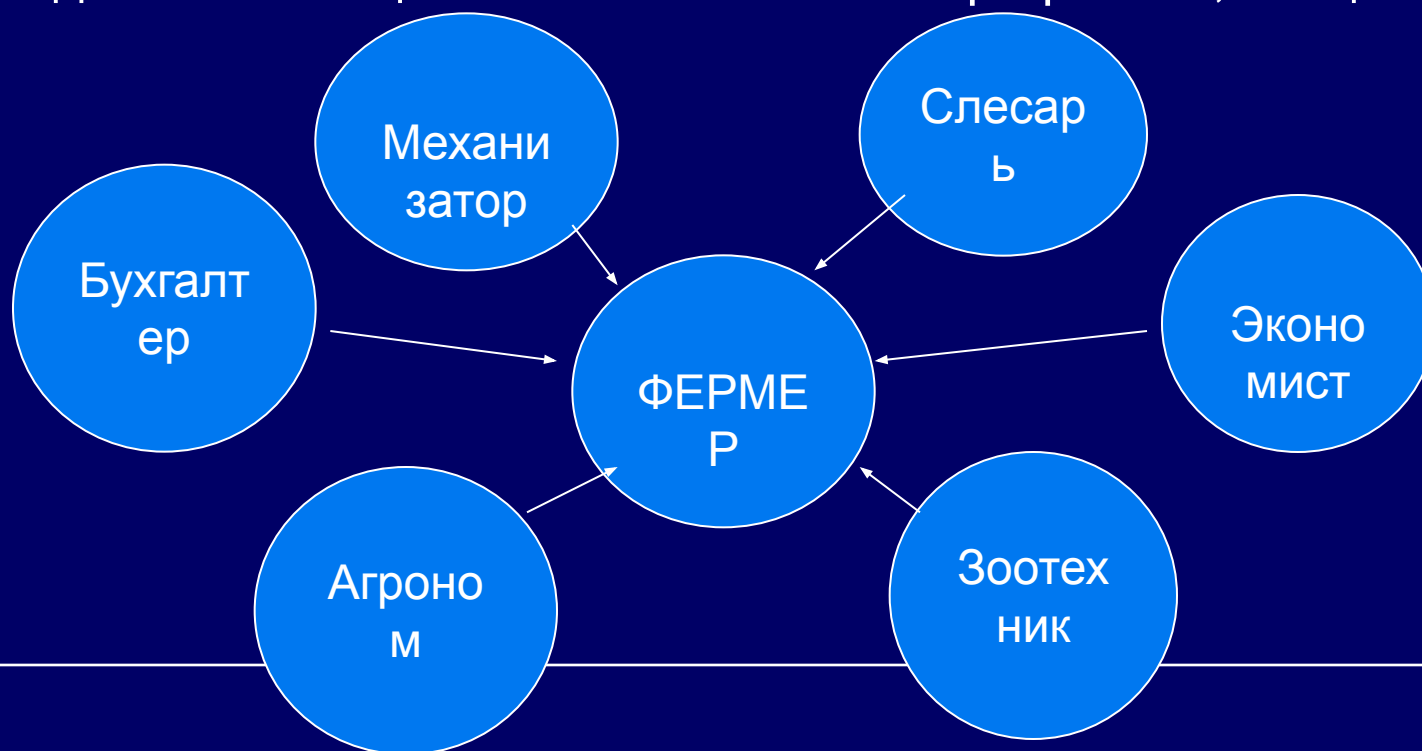 Механи
затор
Слесар
ь
Бухгалт
ер
Эконо
мист
ФЕРМЕ
Р
Агроно
м
Зоотех
ник